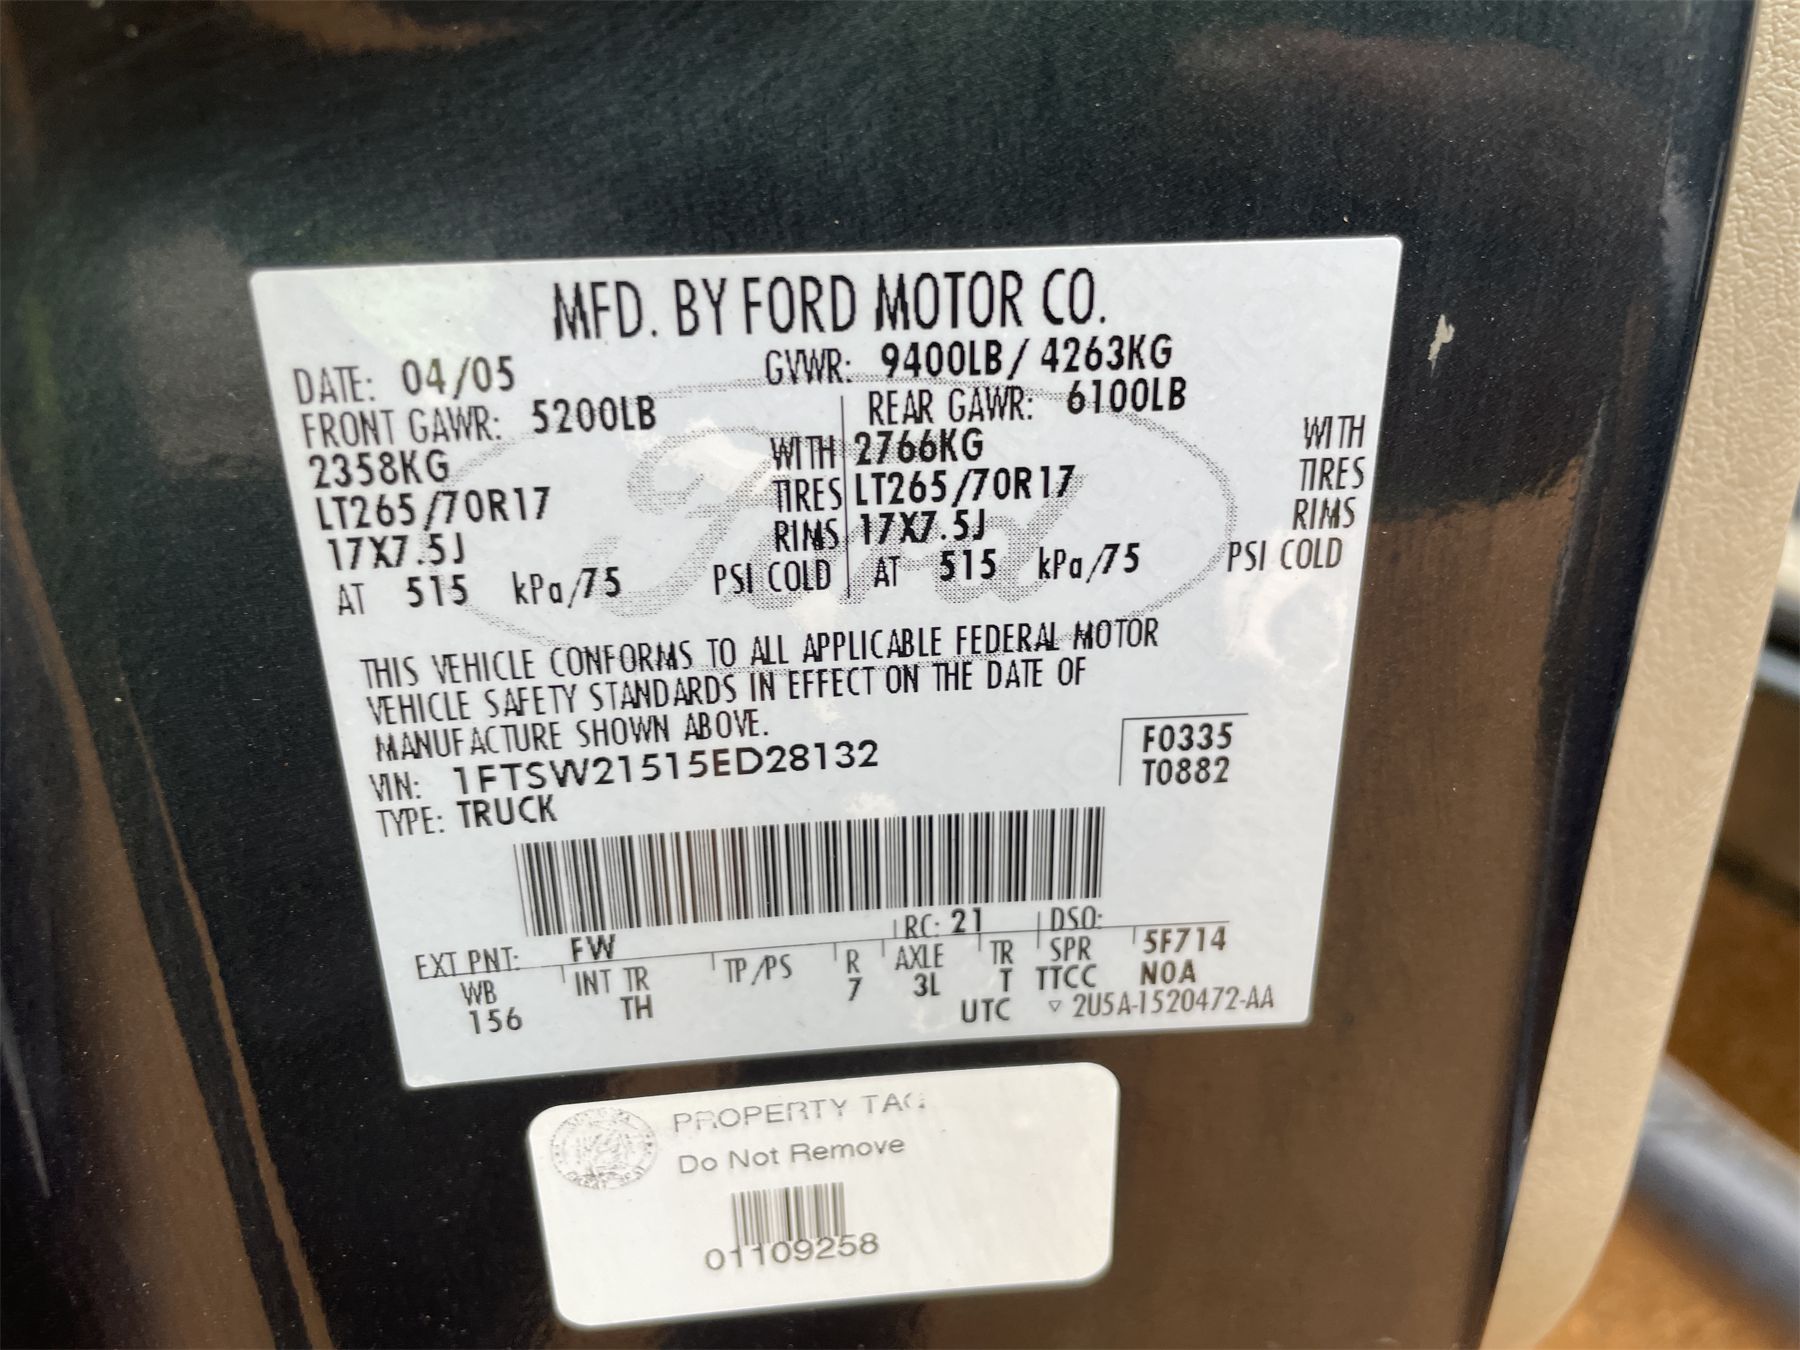 MFD. BY FORD MOTOR CO.
DATE: 04/05 GVWR: 9400LB/ 4263KG
FRONT GAWR: 5200LB REAR GAWR: 6100LB
2358KG WITH 2766KG WITH
LT265/70R17 TIRES LT265/70R17 TIRES
17X7.5J RIMS 17X7.5J RIMS
AT 515 kPa/75 PSI COLD AT 515 kPa/75 PSI COLD
THIS VEHICLE CONFORMS TO ALL APPLICABLE FEDERAL MOTOR
VEHICLE SAFETY STANDARDS IN EFFECT ON THE DATE OF
MANUFACTURE SHOWN ABOVE.
VIN: 1FTSW21515ED28132 F0335
TYPE: TRUCK T0882
Ford
EXT PNT: FW RC: 21 DSO:
WB INT TR TP/PS R AXLE TR SPR 5F714
156 TH 7 3L T TTCC NOA
UTC ▽ 2U5A-1520472-AA
PROPERTY TAG
Do Not Remove
01109258